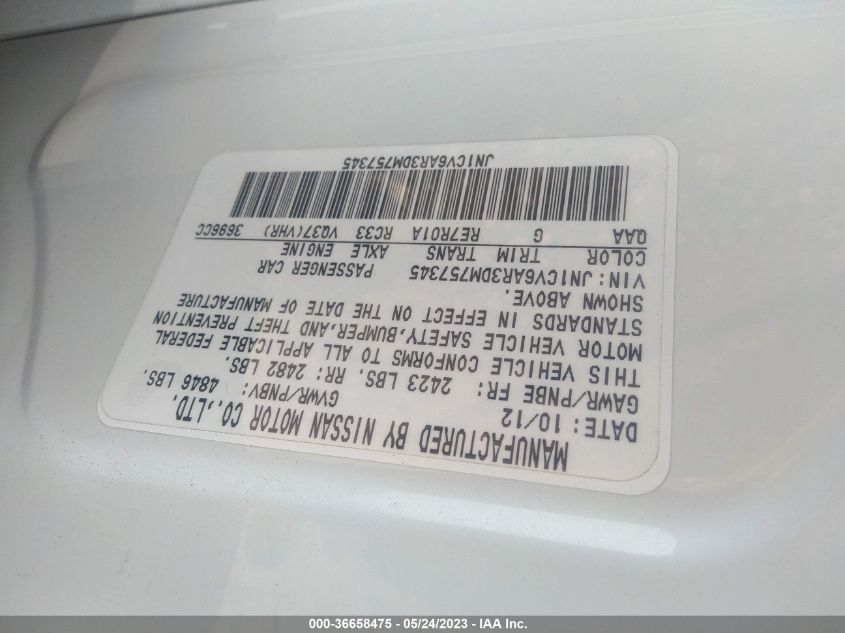 MANUFACTURED BY NISSAN MOTOR CO.,LTD.
DATE: 10/12 GVWR/PNBV: 4846 LBS.
GAWR/PNBE FR: 2423 LBS. RR: 2482 LBS.
THIS VEHICLE CONFORMS TO ALL APPLICABLE FEDERAL
MOTOR VEHICLE SAFETY,BUMPER,AND THEFT PREVENTION
STANDARDS IN EFFECT ON THE DATE OF MANUFACTURE
SHOWN ABOVE.
VIN: JN1CV6AR3DM757345 PASSENGER CAR
COLOR TRIM TRANS AXLE ENGINE
QAA G RE7R01A RC33 VQ37(VHR) 3696CC
JN1CV6AR3DM757345
000-36658475 - 05/24/2023 - IAA Inc.